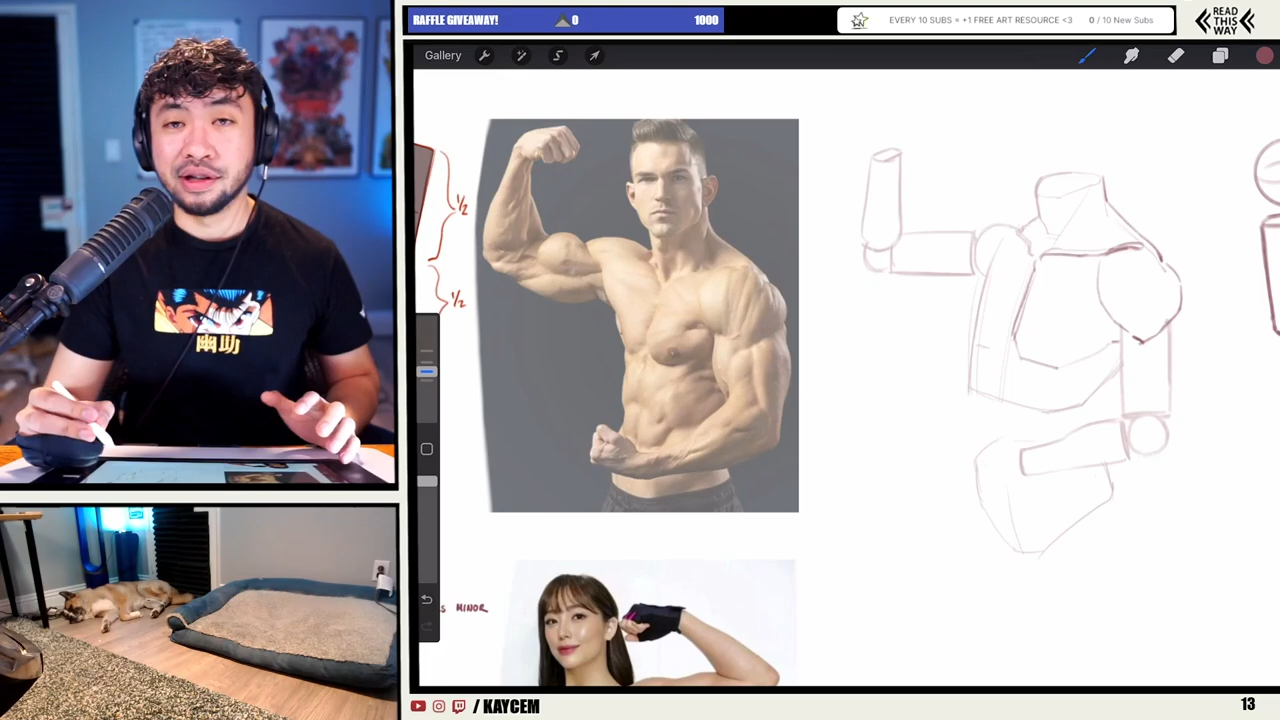 RAFFLE GIVEAWAY!
0
1000
EVERY 10 SUBS = +1 FREE ART RESOURCE <3
0 / 10 New Subs
READ
THIS
WAY
Gallery
1/2
1/2
幽助
S MINOR
/ KAYCEM
13